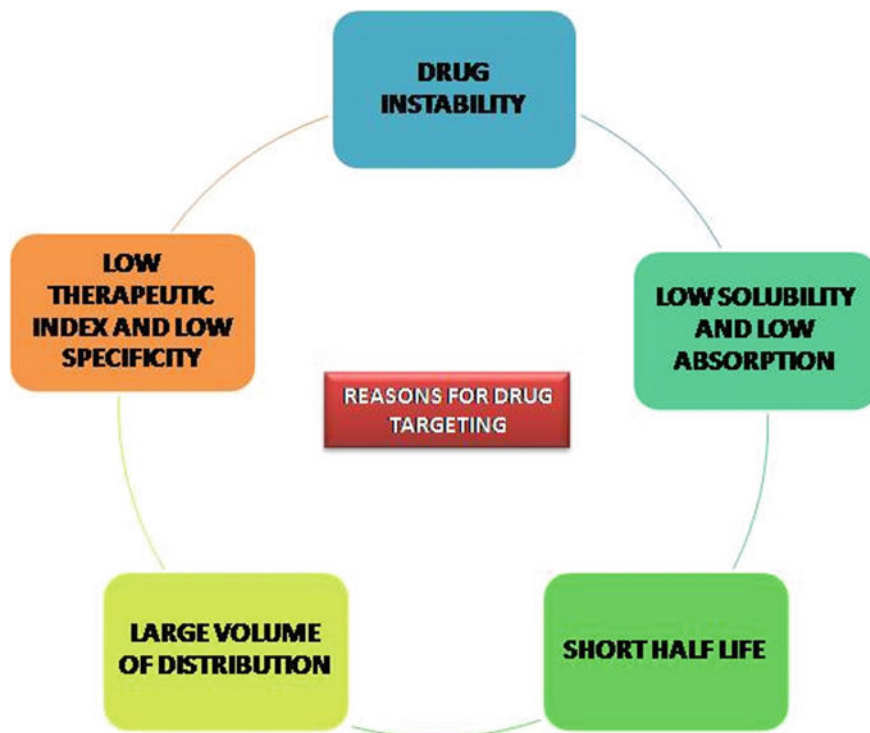 DRUG
INSTABILITY
LOW SOLUBILITY
AND LOW
ABSORPTION
SHORT HALF LIFE
LARGE VOLUME
OF DISTRIBUTION
LOW
THERAPEUTIC
INDEX AND LOW
SPECIFICITY
REASONS FOR DRUG
TARGETING